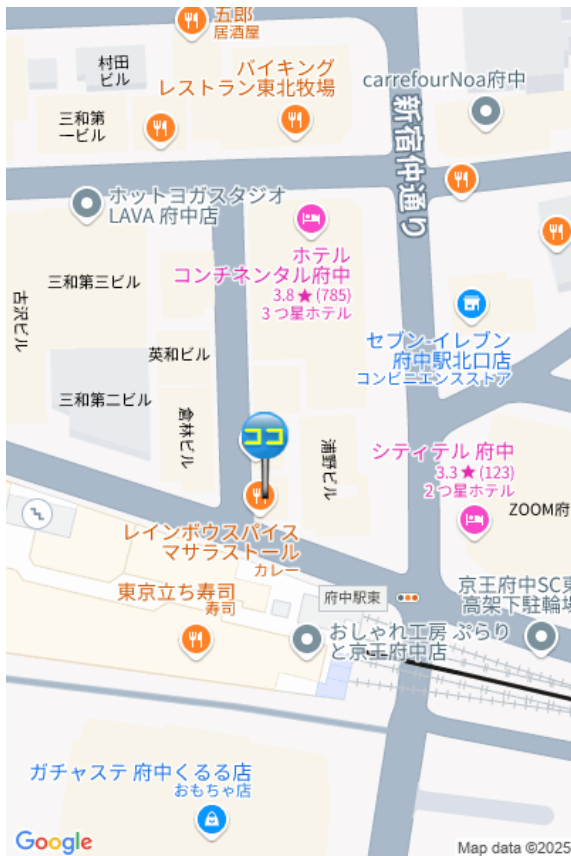 五郎
居酒屋
村田
ビル
バイキング
レストラン東北牧場
carrefourNoa府中
三和第
一ビル
新宿仲通り
ホットヨガスタジオ
LAVA 府中店
ホテル
コンチネンタル府中
3.8★(785)
3つ星ホテル
三和第三ビル
古沢ビル
セブン-イレブン
府中駅北口店
コンビニエンスストア
英和ビル
三和第二ビル
倉林ビル
ココ
浦野ビル
シティテル 府中
3.3★(123)
2つ星ホテル
ZOOM府
レインボウスパイス
マサラストール
カレー
東京立ち寿司
寿司
府中駅東
京王府中SC東
高架下駐輪場
おしゃれ工房 ぷらり
と京王府中店
ガチャステ 府中くるる店
おもちゃ店
Google
Map data ©2025